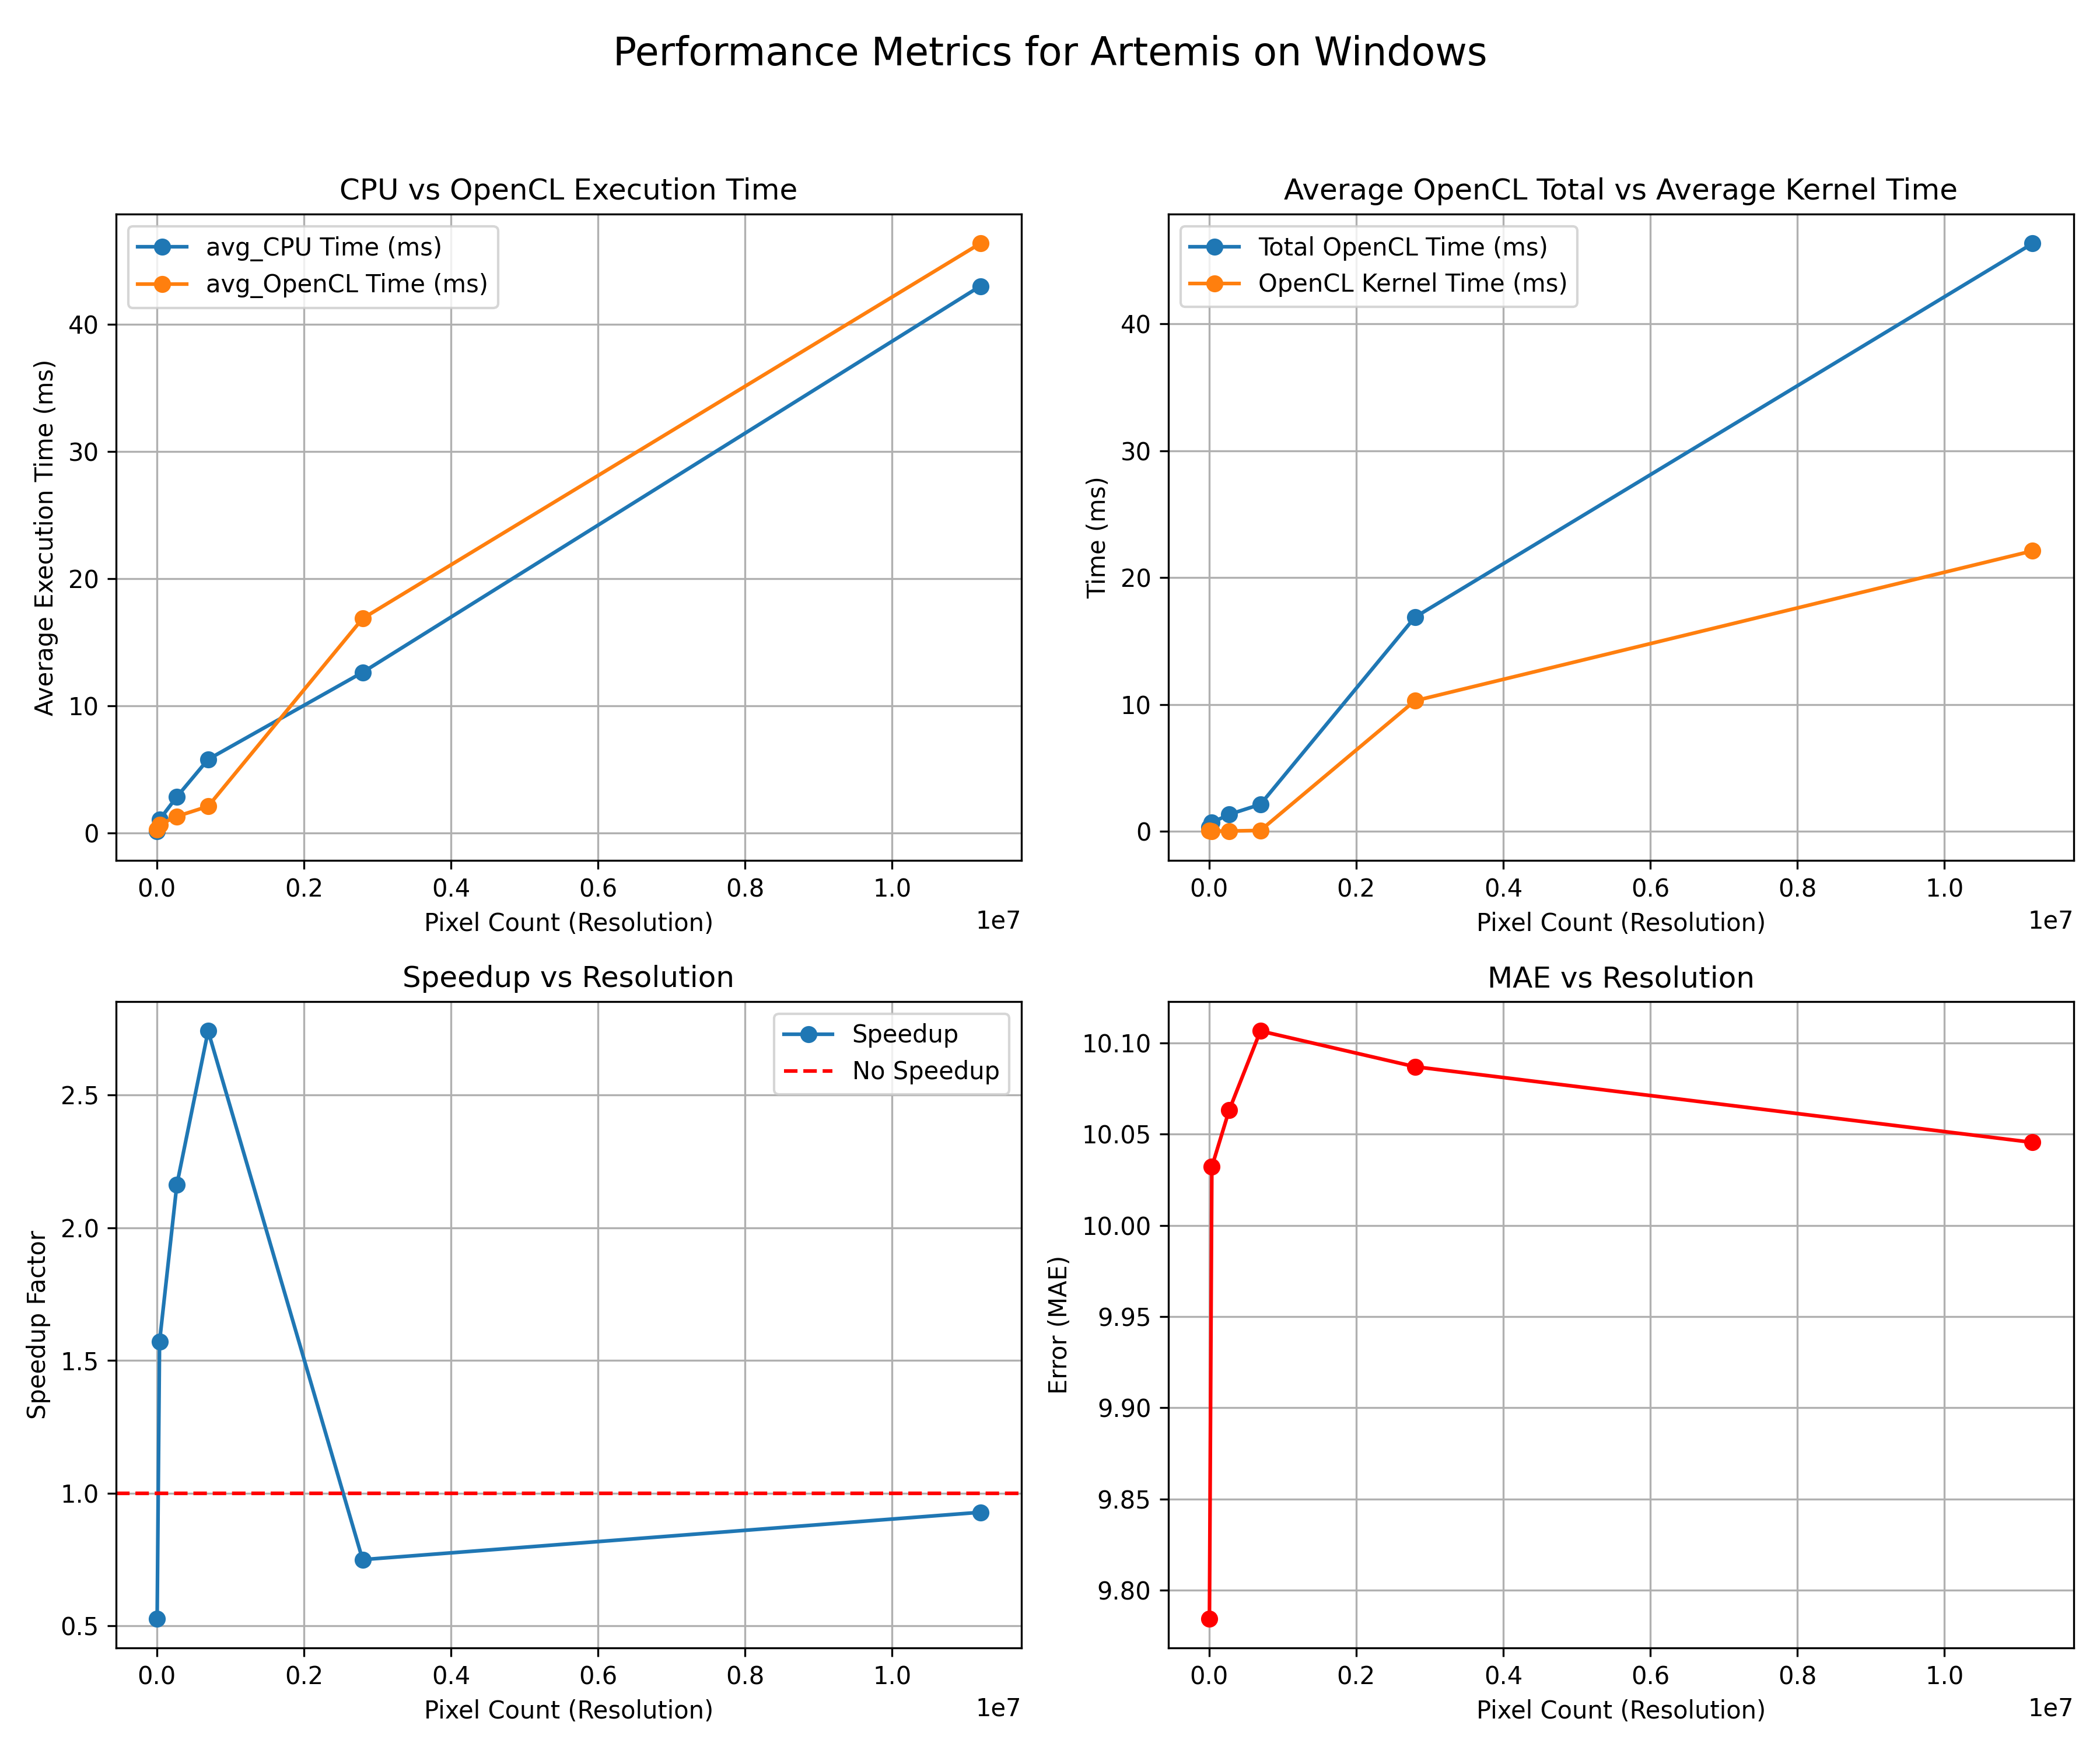 Performance Metrics for Artemis on Windows
CPU vs OpenCL Execution Time
avg_CPU Time (ms)
avg_OpenCL Time (ms)
Average Execution Time (ms)
40
30
20
10
0
0.0 0.2 0.4 0.6 0.8 1.0
1e7
Pixel Count (Resolution)
Average OpenCL Total vs Average Kernel Time
Total OpenCL Time (ms)
OpenCL Kernel Time (ms)
Time (ms)
40
30
20
10
0
0.0 0.2 0.4 0.6 0.8 1.0
1e7
Pixel Count (Resolution)
Speedup vs Resolution
Speedup
No Speedup
Speedup Factor
2.5
2.0
1.5
1.0
0.5
0.0 0.2 0.4 0.6 0.8 1.0
1e7
Pixel Count (Resolution)
MAE vs Resolution
Error (MAE)
10.10
10.05
10.00
9.95
9.90
9.85
9.80
0.0 0.2 0.4 0.6 0.8 1.0
1e7
Pixel Count (Resolution)